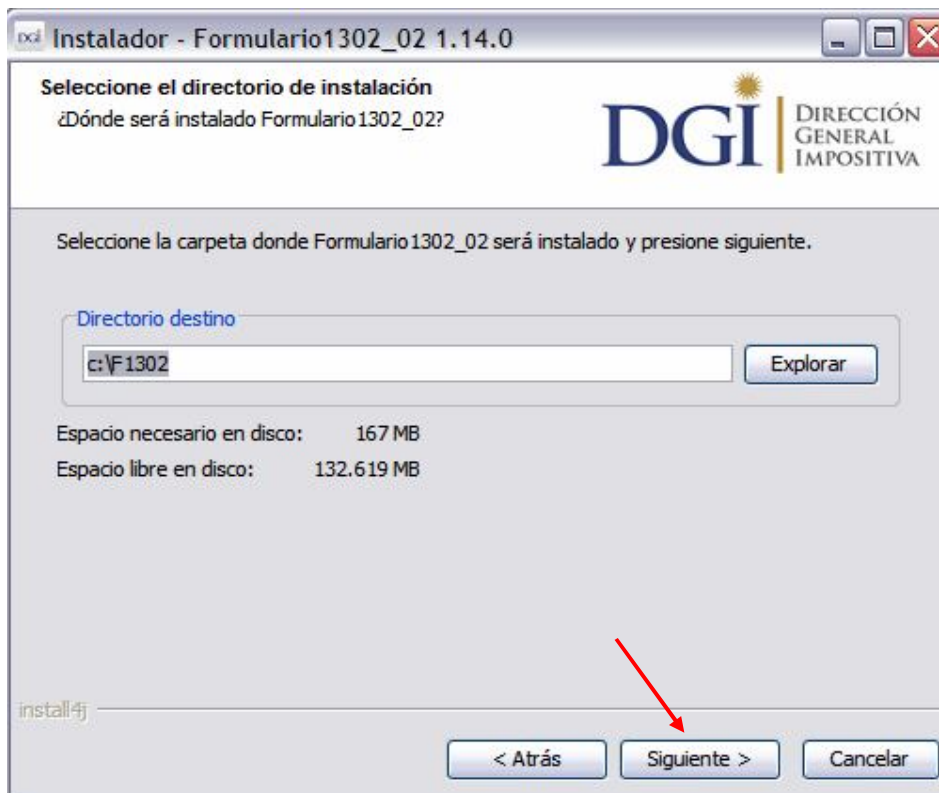 DGI Instalador - Formulario1302_02 1.14.0
Seleccione el directorio de instalación
¿Dónde será instalado Formulario1302_02?
DGI
DIRECCIÓN
GENERAL
IMPOSITIVA
Seleccione la carpeta donde Formulario1302_02 será instalado y presione siguiente.
Directorio destino
c:\F1302
Explorar
Espacio necesario en disco: 167 MB
Espacio libre en disco: 132.619 MB
install4j
< Atrás Siguiente > Cancelar